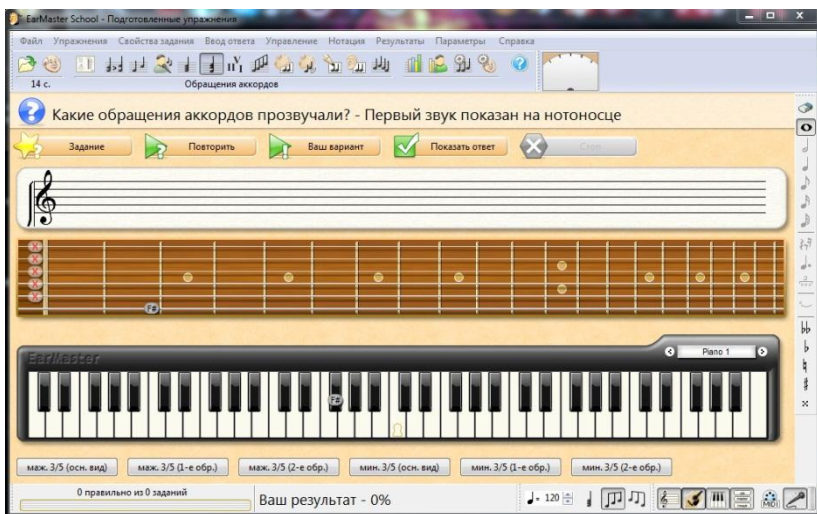 EarMaster School - Подготовленные упражнения
Файл Упражнения Свойства задания Ввод ответа Управление Нотация Результаты Параметры Справка
14 с. Обращения аккордов
Какие обращения аккордов прозвучали? - Первый звук показан на нотоносце
Задание Повторить Ваш вариант Показать ответ Стоп
F#
EarMaster
Piano 1
F#
маж. 3/5 (осн. вид) маж. 3/5 (1-е обр.) маж. 3/5 (2-е обр.) мин. 3/5 (осн. вид) мин. 3/5 (1-е обр.) мин. 3/5 (2-е обр.)
0 правильно из 0 заданий
Ваш результат - 0%
= 120
MIDI